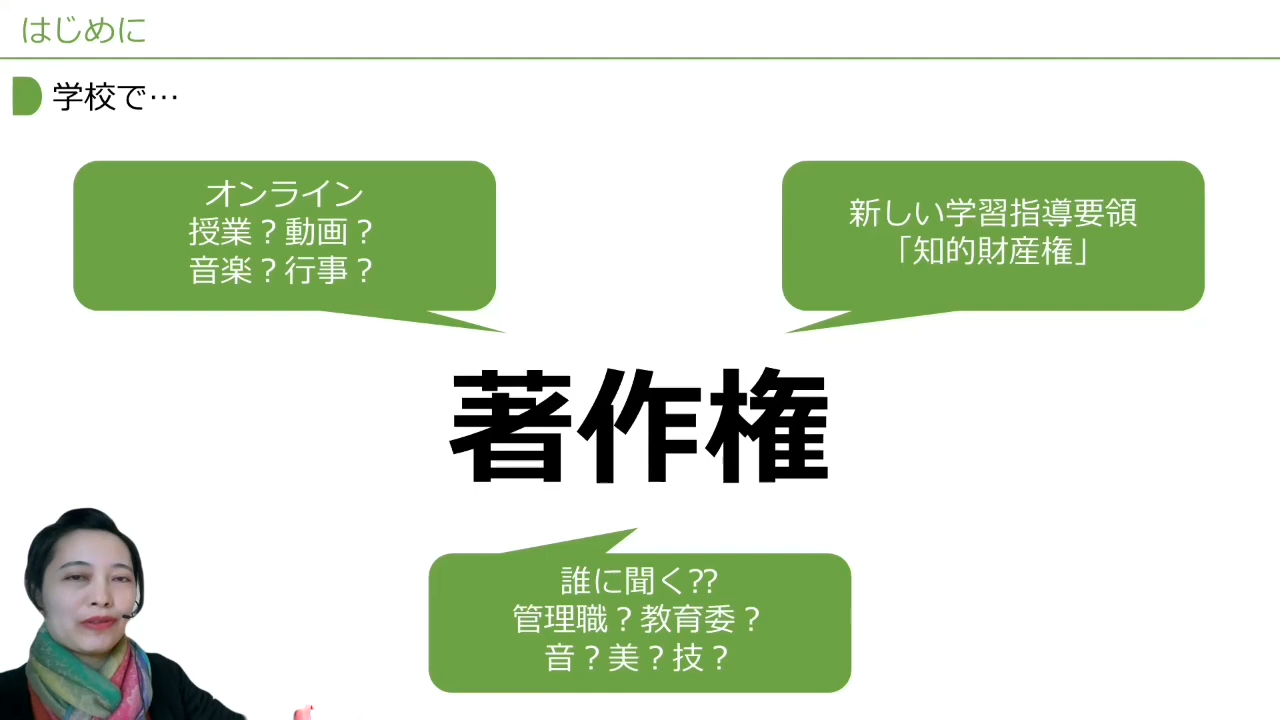 はじめに
学校で…
オンライン
授業？動画？
音楽？行事？
新しい学習指導要領
「知的財産権」
著作権
誰に聞く??
管理職？教育委？
音？美？技？